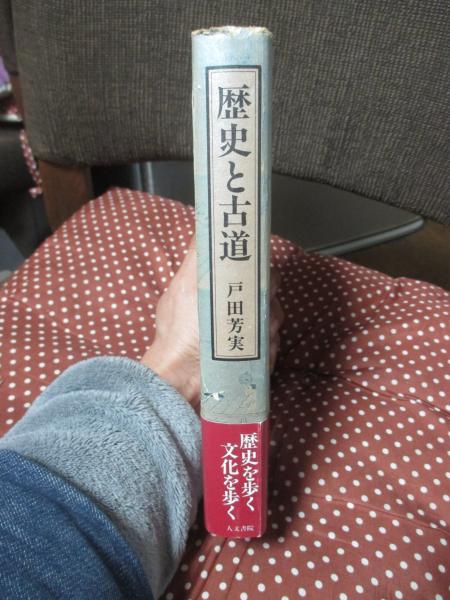 歴史と古道
戸田芳実
歴史を歩く
文化を歩く
人文書院